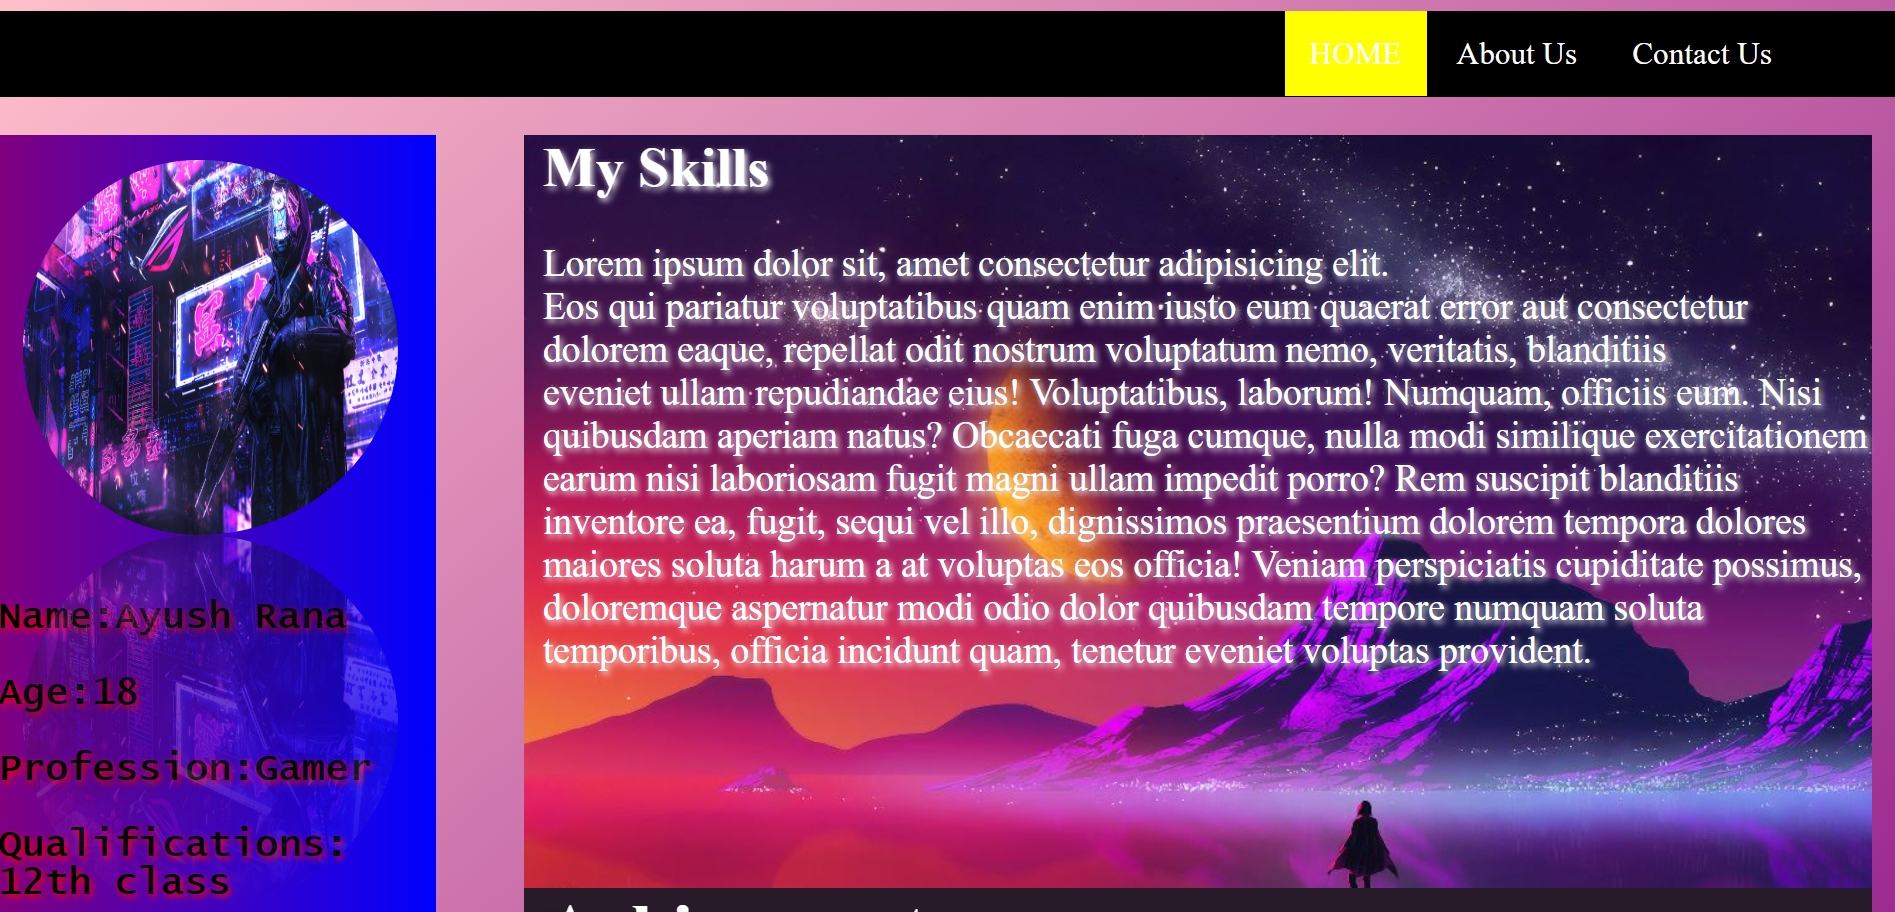 HOME About Us Contact Us
My Skills
Lorem ipsum dolor sit, amet consectetur adipisicing elit.
Eos qui pariatur voluptatibus quam enim iusto eum quaerat error aut consectetur
dolorem eaque, repellat odit nostrum voluptatum nemo, veritatis, blanditiis
eveniet ullam repudiandae eius! Voluptatibus, laborum! Numquam, officiis eum. Nisi
quibusdam aperiam natus? Obcaecati fuga cumque, nulla modi similique exercitationem
earum nisi laboriosam fugit magni ullam impedit porro? Rem suscipit blanditiis
inventore ea, fugit, sequi vel illo, dignissimos praesentium dolorem tempora dolores
maiores soluta harum a at voluptas eos officia! Veniam perspiciatis cupiditate possimus,
doloremque aspernatur modi odio dolor quibusdam tempore numquam soluta
temporibus, officia incidunt quam, tenetur eveniet voluptas provident.
Name:Ayush Rana
Age:18
Profession:Gamer
Qualifications:
12th class